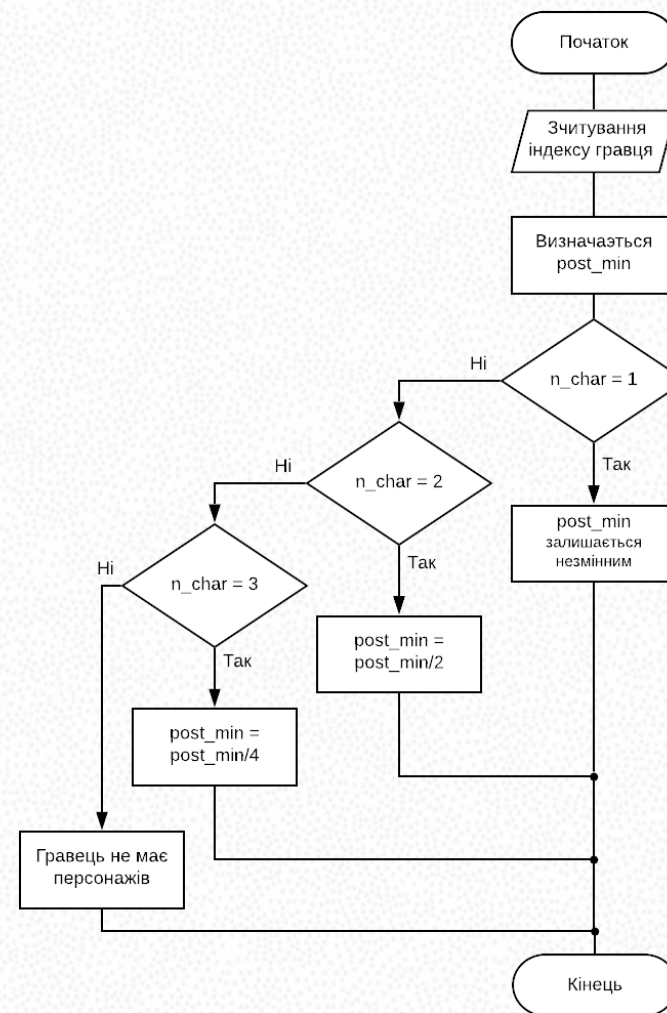 Початок
Зчитування
індексу гравця
Визначаэться
post_min
n_char = 1
Ні
Так
n_char = 2
post_min
залишається
незмінним
Ні
Так
n_char = 3
post_min =
post_min/2
Ні
Так
post_min =
post_min/4
Гравець не має
персонажів
Кінець